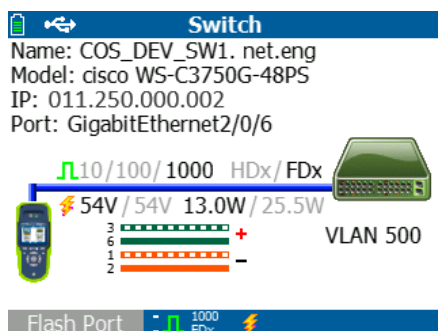 Switch
Name: COS_DEV_SW1. net.eng
Model: cisco WS-C3750G-48PS
IP: 011.250.000.002
Port: GigabitEthernet2/0/6
10/100/1000 HDx/FDx
54V/54V 13.0W/25.5W
3
6
+
1
2
-
VLAN 500
Flash Port
1000
FDx